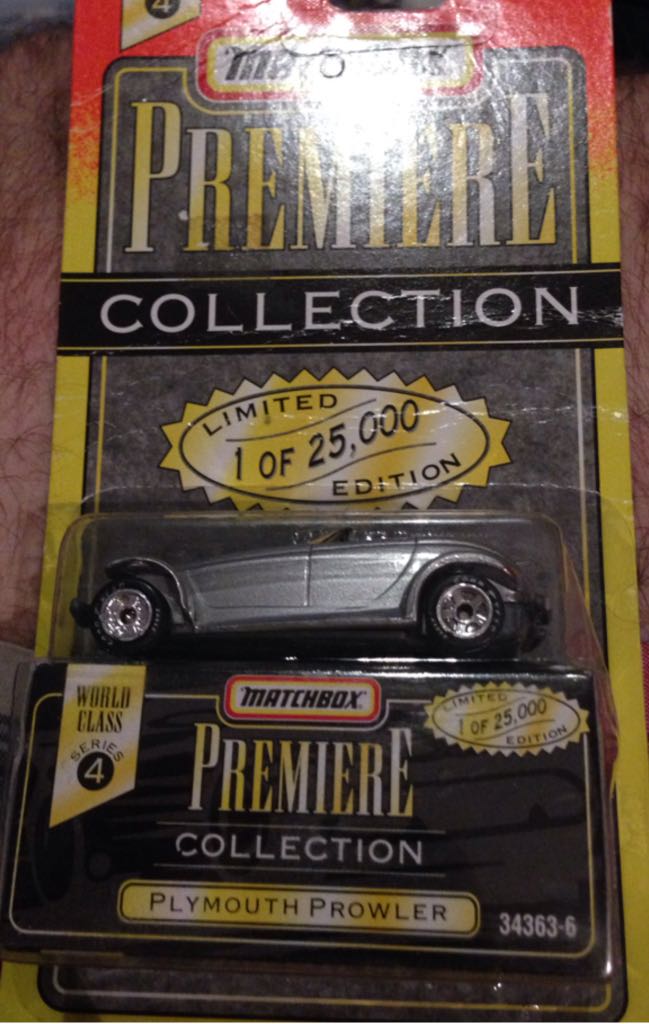 4
MATCHBOX
PREMIERE
COLLECTION
LIMITED
1 OF 25,000
EDITION
WORLD
CLASS
SERIES
4
MATCHBOX
LIMITED
1 OF 25,000
EDITION
PREMIERE
COLLECTION
PLYMOUTH PROWLER
34363-6